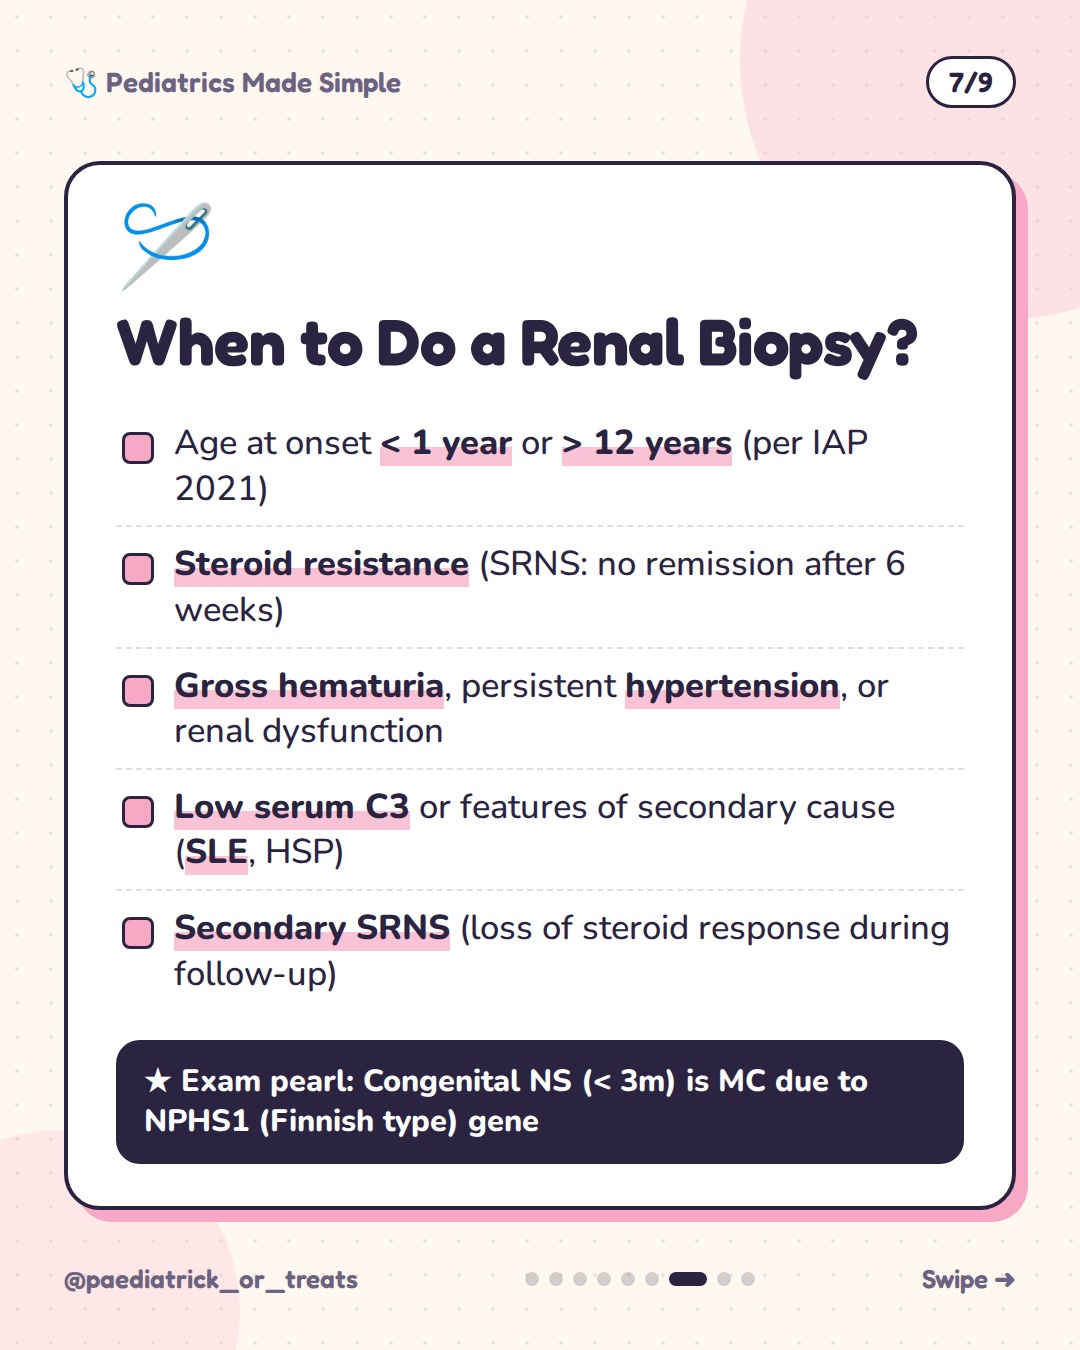 🩺 Pediatrics Made Simple
7/9
When to Do a Renal Biopsy?
Age at onset < 1 year or > 12 years (per IAP
2021)
Steroid resistance (SRNS: no remission after 6
weeks)
Gross hematuria, persistent hypertension, or
renal dysfunction
Low serum C3 or features of secondary cause
(SLE, HSP)
Secondary SRNS (loss of steroid response during
follow-up)
★ Exam pearl: Congenital NS (< 3m) is MC due to
NPHS1 (Finnish type) gene
@paediatrick_or_treats
Swipe ➜